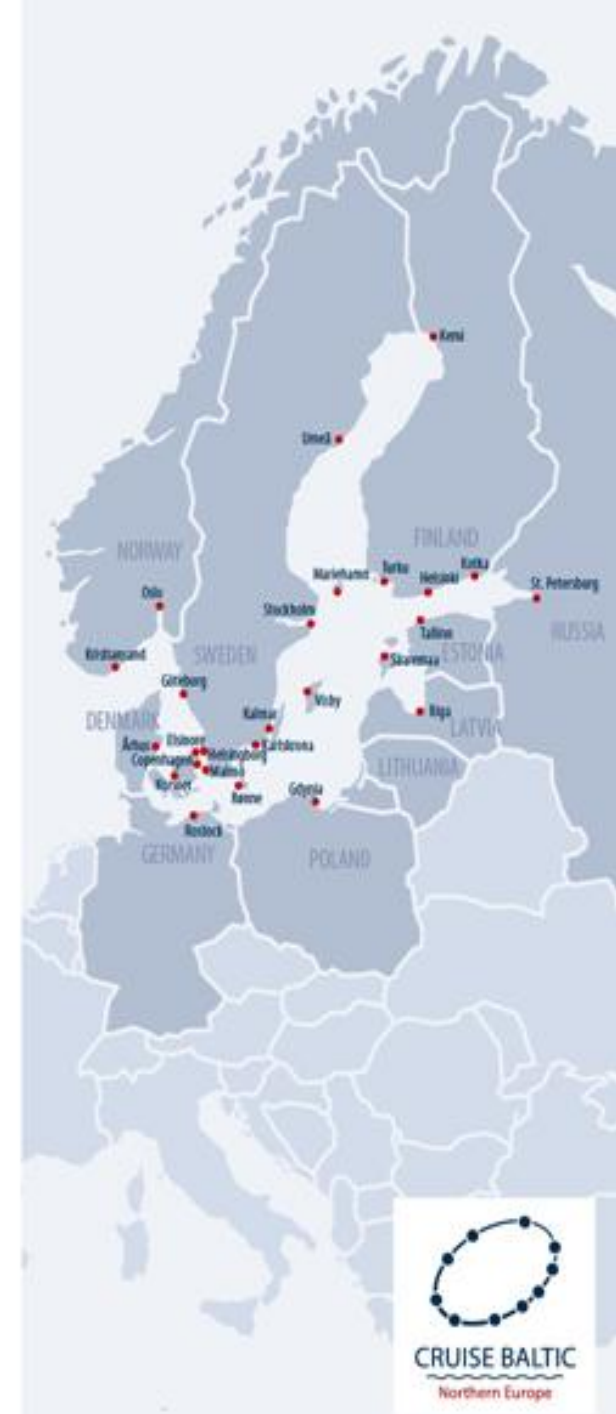 Kemi
Umeå
FINLAND
NORWAY
Mariehamn
Turku
Helsinki
Kotka
St. Petersburg
Oslo
Stockholm
Tallinn
RUSSIA
Kristiansand
SWEDEN
Saaremaa
ESTONIA
Göteborg
Visby
Kalmar
Riga
DENMARK
LATVIA
Århus
Elsinore
Helsingborg
Karlskrona
Copenhagen
Malmö
LITHUANIA
Korsør
Rønne
Gdynia
Rostock
GERMANY
POLAND
CRUISE BALTIC
Northern Europe